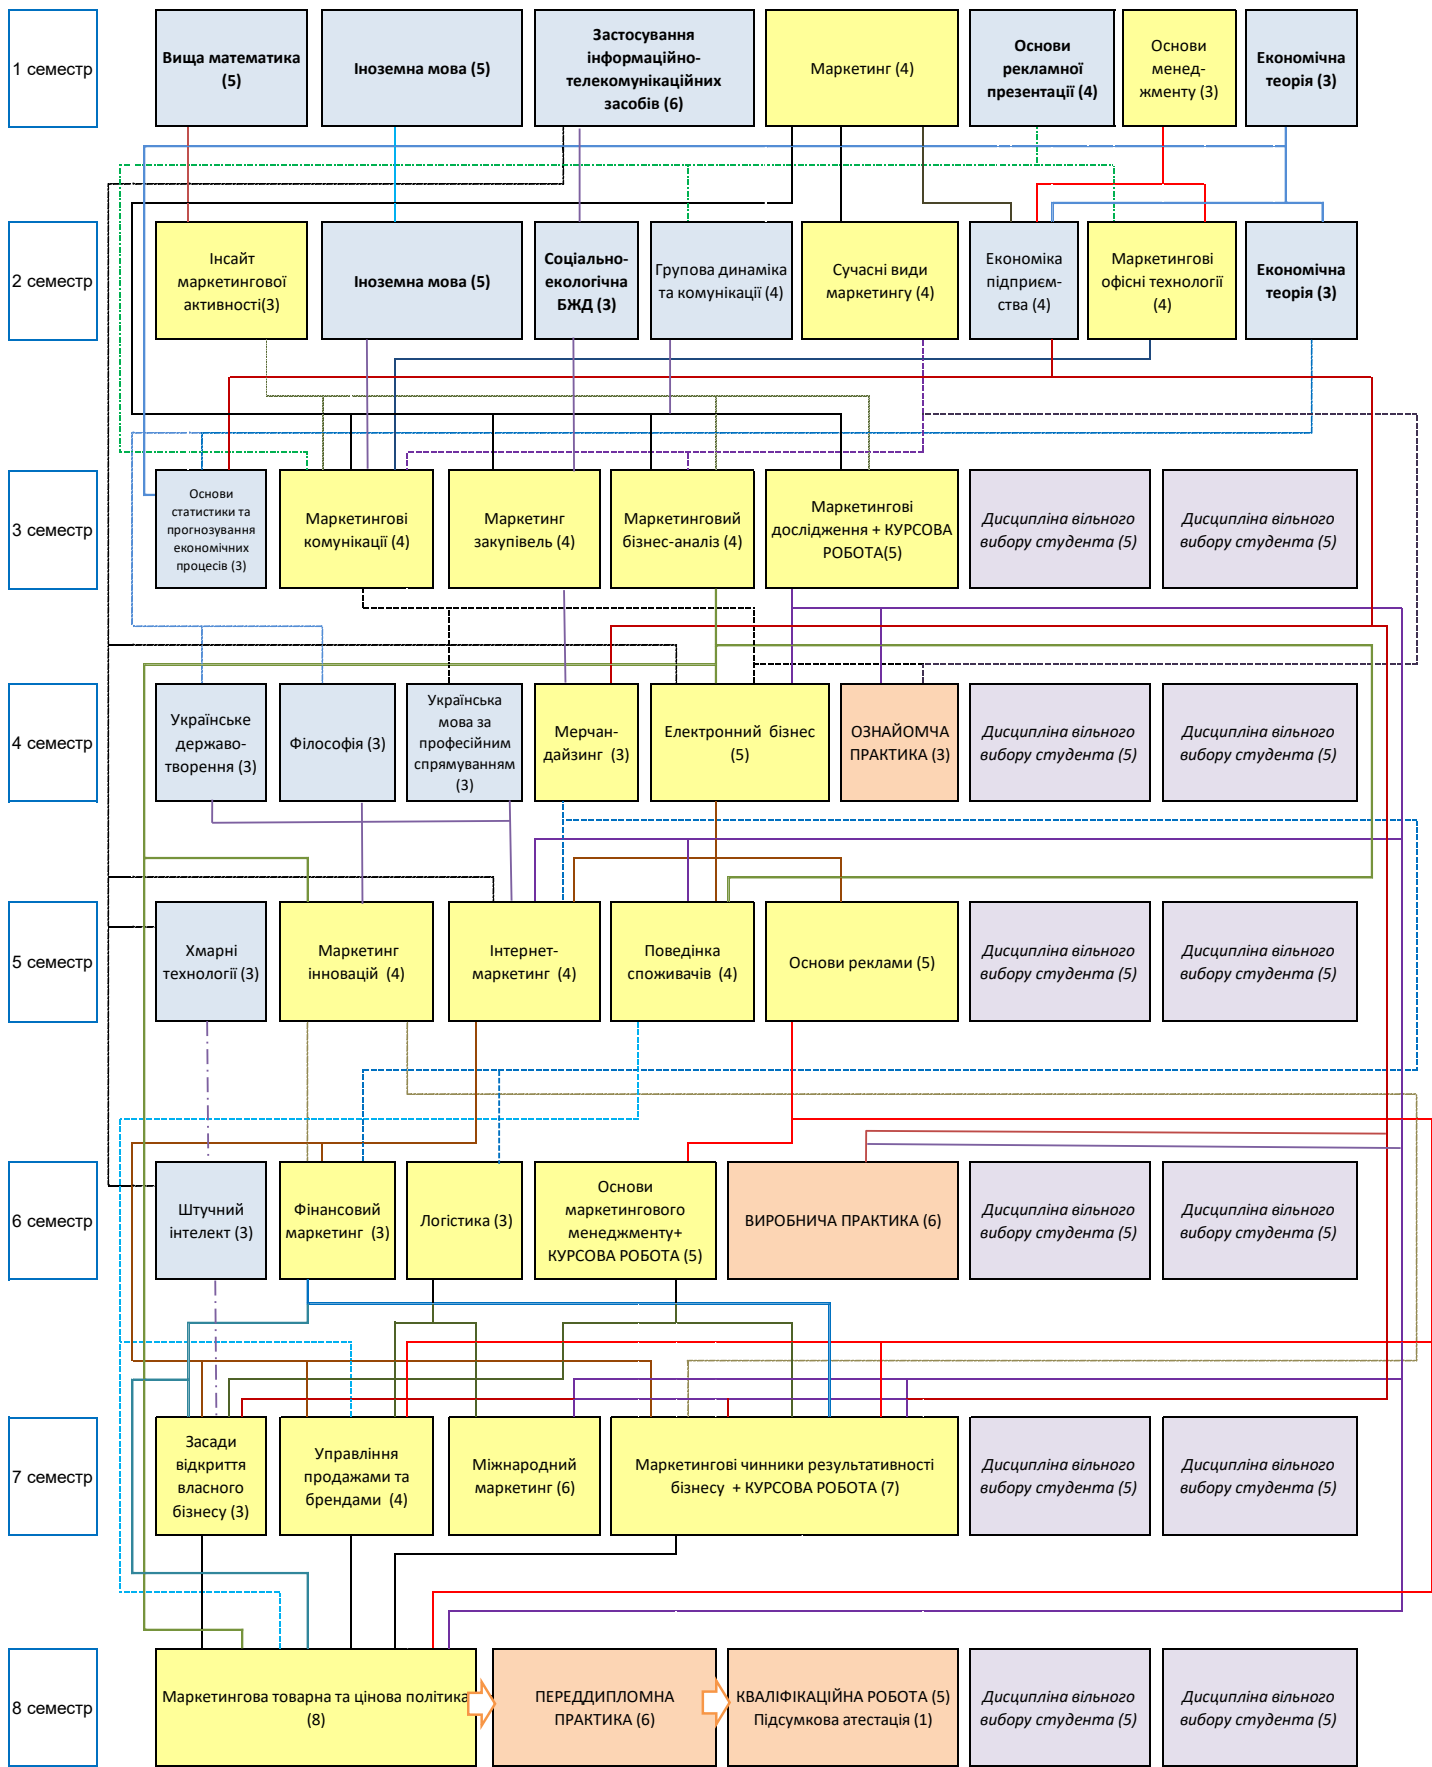 1 семестр
Вища математика
(5)
Іноземна мова (5)
Застосування
інформаційно-
телекомунікаційних
засобів (6)
Маркетинг (4)
Основи
рекламної
презентації (4)
Основи
менед-
жменту (3)
Економічна
теорія (3)
2 семестр
Інсайт
маркетингової
активності(3)
Іноземна мова (5)
Соціально-
екологічна
БЖД (3)
Групова динаміка
та комунікації (4)
Сучасні види
маркетингу (4)
Економіка
підприєм-
ства (4)
Маркетингові
офісні технології
(4)
Економічна
теорія (3)
3 семестр
Основи
статистики та
прогнозування
економічних
процесів (3)
Маркетингові
комунікації (4)
Маркетинг
закупівель (4)
Маркетинговий
бізнес-аналіз (4)
Маркетингові
дослідження + КУРСОВА
РОБОТА(5)
Дисципліна вільного
вибору студента (5)
Дисципліна вільного
вибору студента (5)
4 семестр
Українське
державо-
творення (3)
Філософія (3)
Українська
мова за
професійним
спрямуванням
(3)
Мерчан-
дайзинг (3)
Електронний бізнес
(5)
ОЗНАЙОМЧА
ПРАКТИКА (3)
Дисципліна вільного
вибору студента (5)
Дисципліна вільного
вибору студента (5)
5 семестр
Хмарні
технології (3)
Маркетинг
інновацій (4)
Інтернет-
маркетинг (4)
Поведінка
споживачів (4)
Основи реклами (5)
Дисципліна вільного
вибору студента (5)
Дисципліна вільного
вибору студента (5)
6 семестр
Штучний
інтелект (3)
Фінансовий
маркетинг (3)
Логістика (3)
Основи
маркетингового
менеджменту+
КУРСОВА РОБОТА (5)
ВИРОБНИЧА ПРАКТИКА (6)
Дисципліна вільного
вибору студента (5)
Дисципліна вільного
вибору студента (5)
7 семестр
Засади
відкриття
власного
бізнесу (3)
Управління
продажами та
брендами (4)
Міжнародний
маркетинг (6)
Маркетингові чинники результативності
бізнесу + КУРСОВА РОБОТА (7)
Дисципліна вільного
вибору студента (5)
Дисципліна вільного
вибору студента (5)
8 семестр
Маркетингова товарна та цінова політика
(8)
ПЕРЕДДИПЛОМНА
ПРАКТИКА (6)
КВАЛІФІКАЦІЙНА РОБОТА (5)
Підсумкова атестація (1)
Дисципліна вільного
вибору студента (5)
Дисципліна вільного
вибору студента (5)